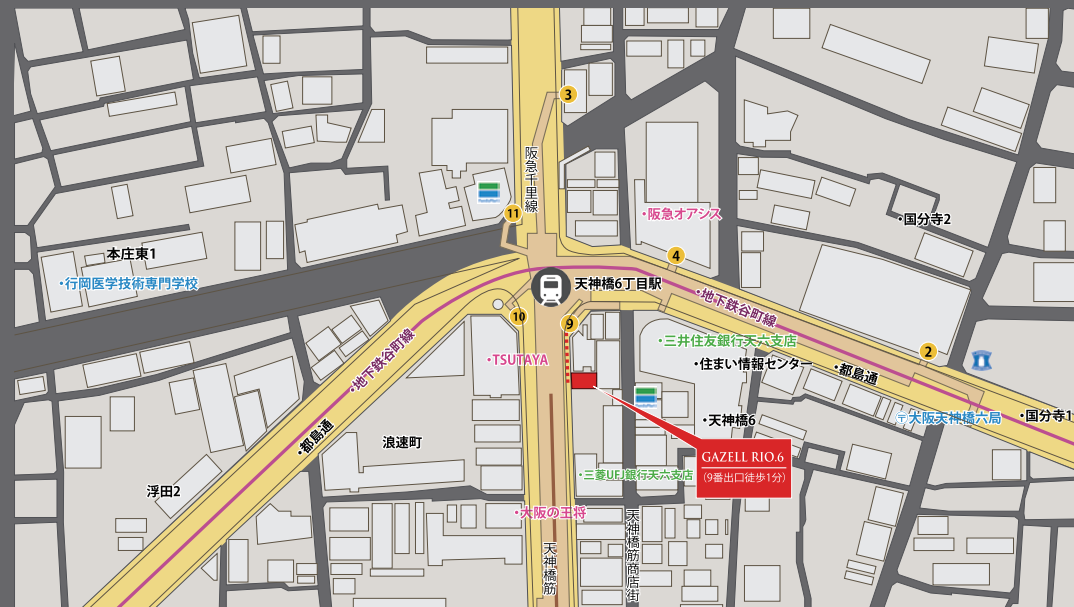 3
阪急千里線
11
・阪急オアシス
・国分寺2
本庄東1
4
・行岡医学技術専門学校
天神橋6丁目駅
・地下鉄谷町線
10
9
・三井住友銀行天六支店
2
・地下鉄谷町線
・TSUTAYA
・住まい情報センター
・都島通
・国分寺1
〒大阪天神橋六局
・天神橋6
・都島通
浪速町
GAZELL RIO.6
(9番出口徒歩1分)
・三菱UFJ銀行天六支店
浮田2
・大阪の王将
天神橋筋
天神橋筋商店街